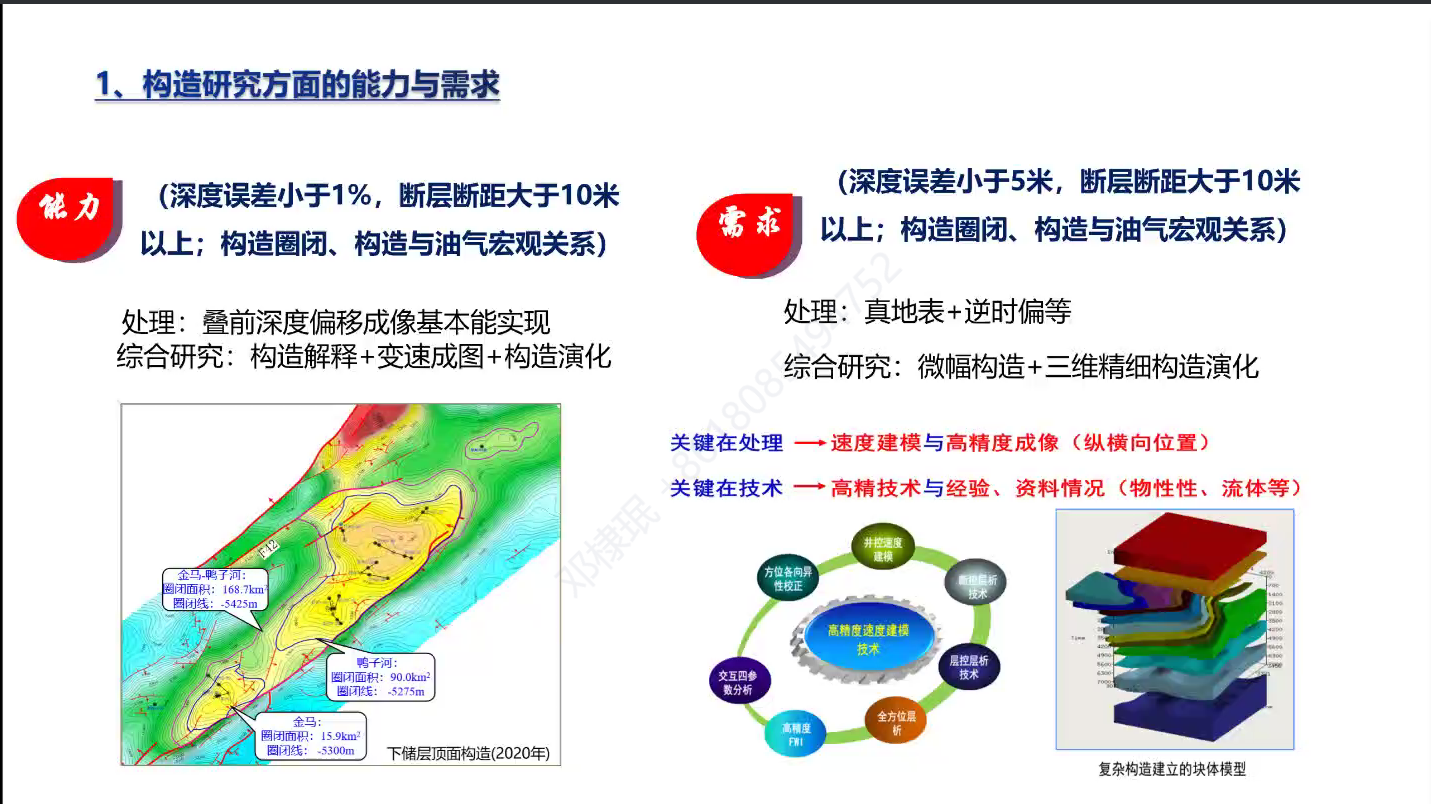 1、构造研究方面的能力与需求
能力
（深度误差小于1%，断层断距大于10米
以上；构造圈闭、构造与油气宏观关系）
处理：叠前深度偏移成像基本能实现
综合研究：构造解释+变速成图+构造演化
F42
金马-鸭子河:
圈闭面积: 168.7km²
圈闭线: -5425m
鸭子河:
圈闭面积: 90.0km²
圈闭线: -5275m
金马:
圈闭面积: 15.9km²
圈闭线: -5300m
下储层顶面构造(2020年)
需求
（深度误差小于5米，断层断距大于10米
以上；构造圈闭、构造与油气宏观关系）
处理：真地表+逆时偏等
综合研究：微幅构造+三维精细构造演化
关键在处理 → 速度建模与高精度成像（纵横向位置）
关键在技术 → 高精技术与经验、资料情况（物性性、流体等）
井控速度
建模
断控层析
技术
层控层析
技术
全方位层
析
高精度
FWI
交互四参
数分析
方位各向异
性校正
高精度速度建模
技术
复杂构造建立的块体模型